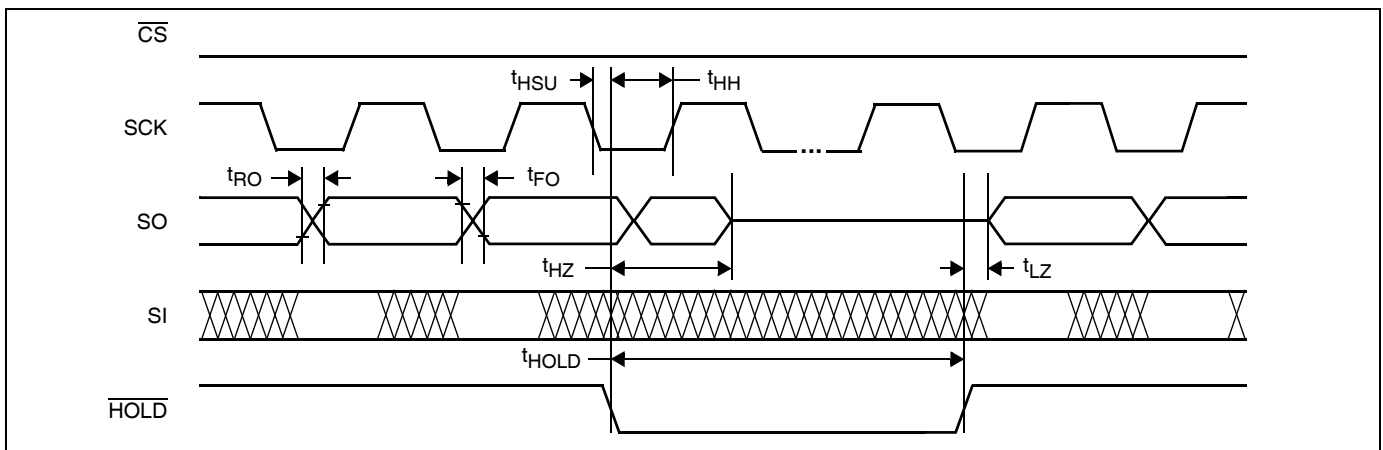 CS
tHSU
tHH
SCK
...
tRO
tFO
SO
tHZ
tLZ
SI
tHOLD
HOLD